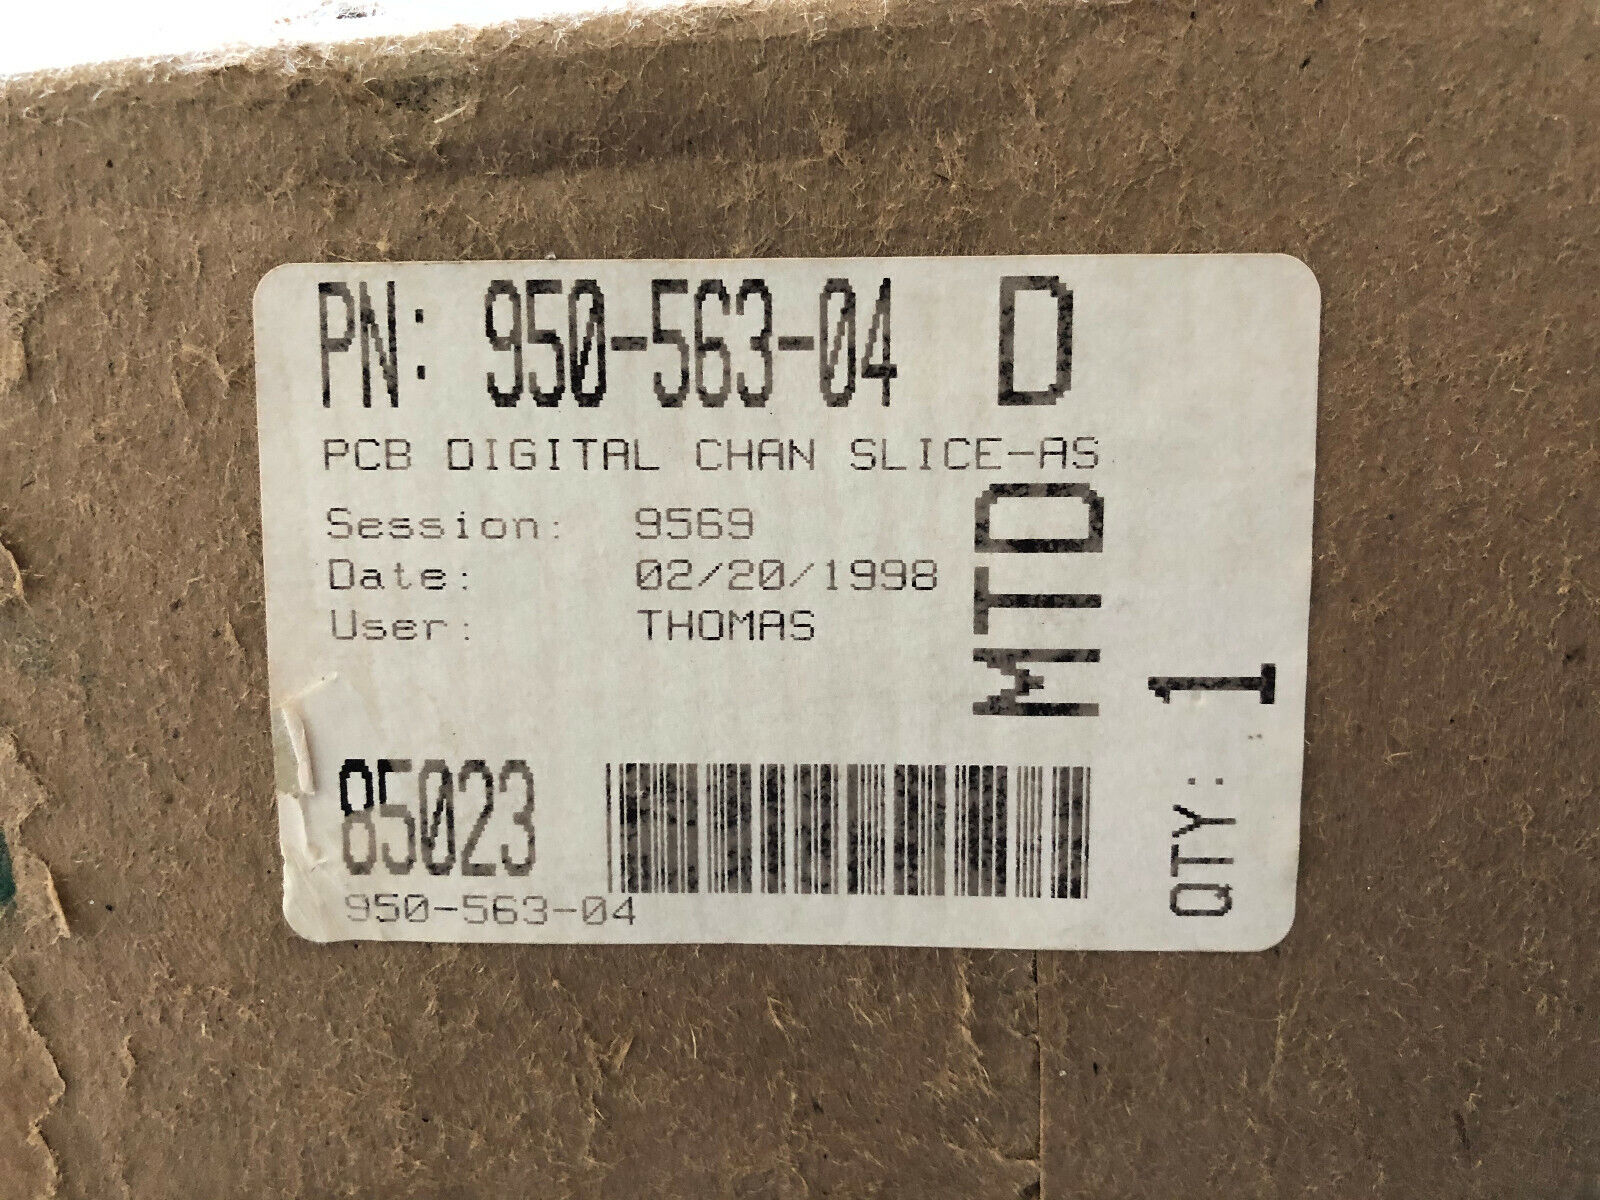 PN: 950-563-04 D
PCB DIGITAL CHAN SLICE-AS
Session: 9569
Date: 02/20/1998
User: THOMAS
MTD
QTY: 1
85023
950-563-04